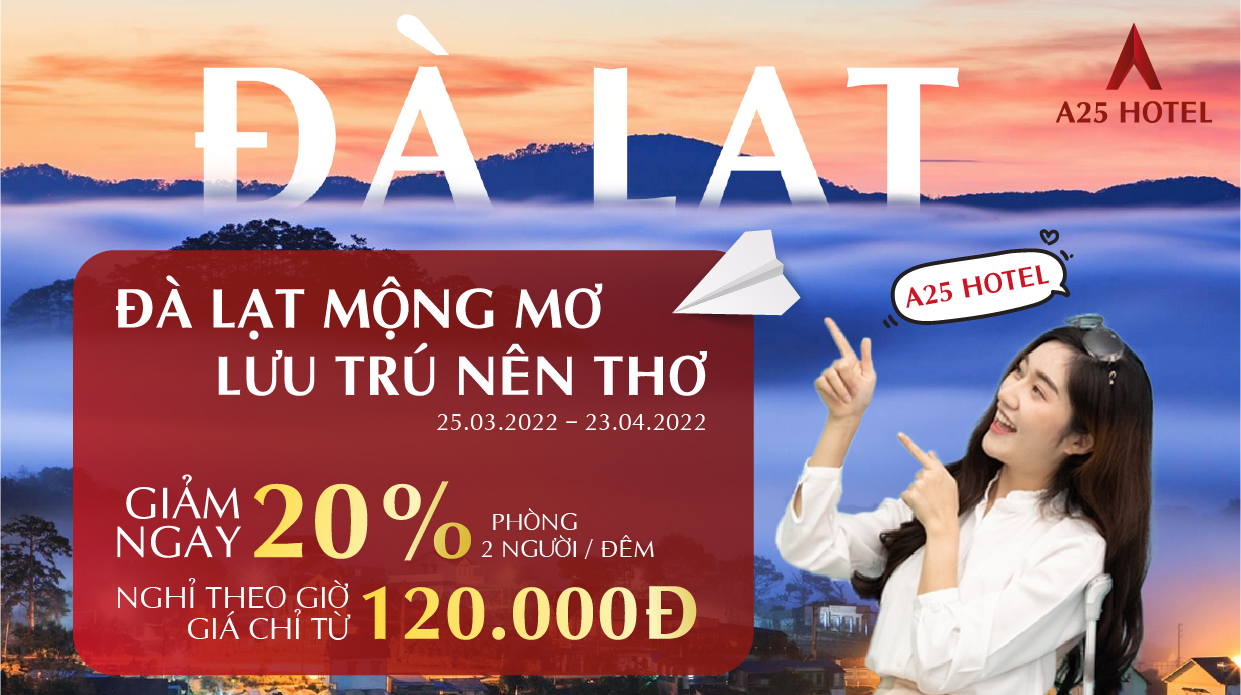 ĐÀ LẠT
A25 HOTEL
A25 HOTEL
ĐÀ LẠT MỘNG MƠ
LƯU TRÚ NÊN THƠ
25.03.2022 – 23.04.2022
GIẢM NGAY 20%
PHÒNG
2 NGƯỜI / ĐÊM
NGHỈ THEO GIỜ
GIÁ CHỈ TỪ 120.000Đ